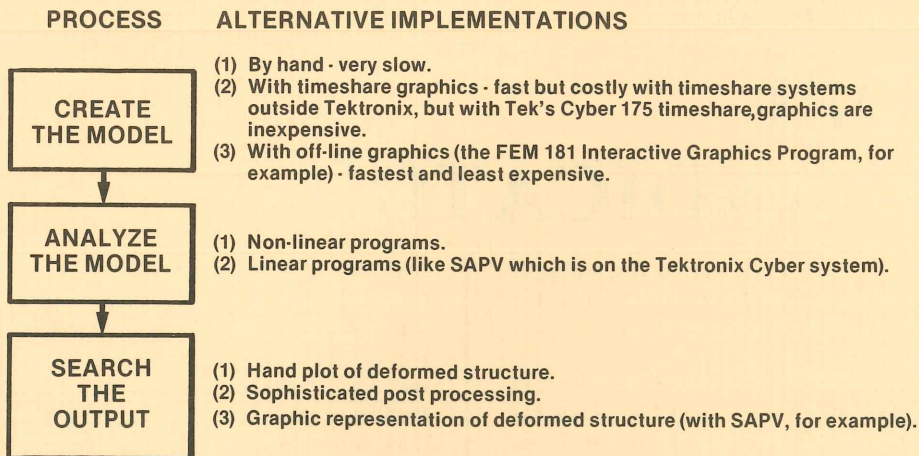 PROCESS ALTERNATIVE IMPLEMENTATIONS
CREATE
THE MODEL
(1) By hand - very slow.
(2) With timeshare graphics - fast but costly with timeshare systems
outside Tektronix, but with Tek's Cyber 175 timeshare, graphics are
inexpensive.
(3) With off-line graphics (the FEM 181 Interactive Graphics Program, for
example) - fastest and least expensive.
ANALYZE
THE MODEL
(1) Non-linear programs.
(2) Linear programs (like SAPV which is on the Tektronix Cyber system).
SEARCH
THE
OUTPUT
(1) Hand plot of deformed structure.
(2) Sophisticated post processing.
(3) Graphic representation of deformed structure (with SAPV, for example).